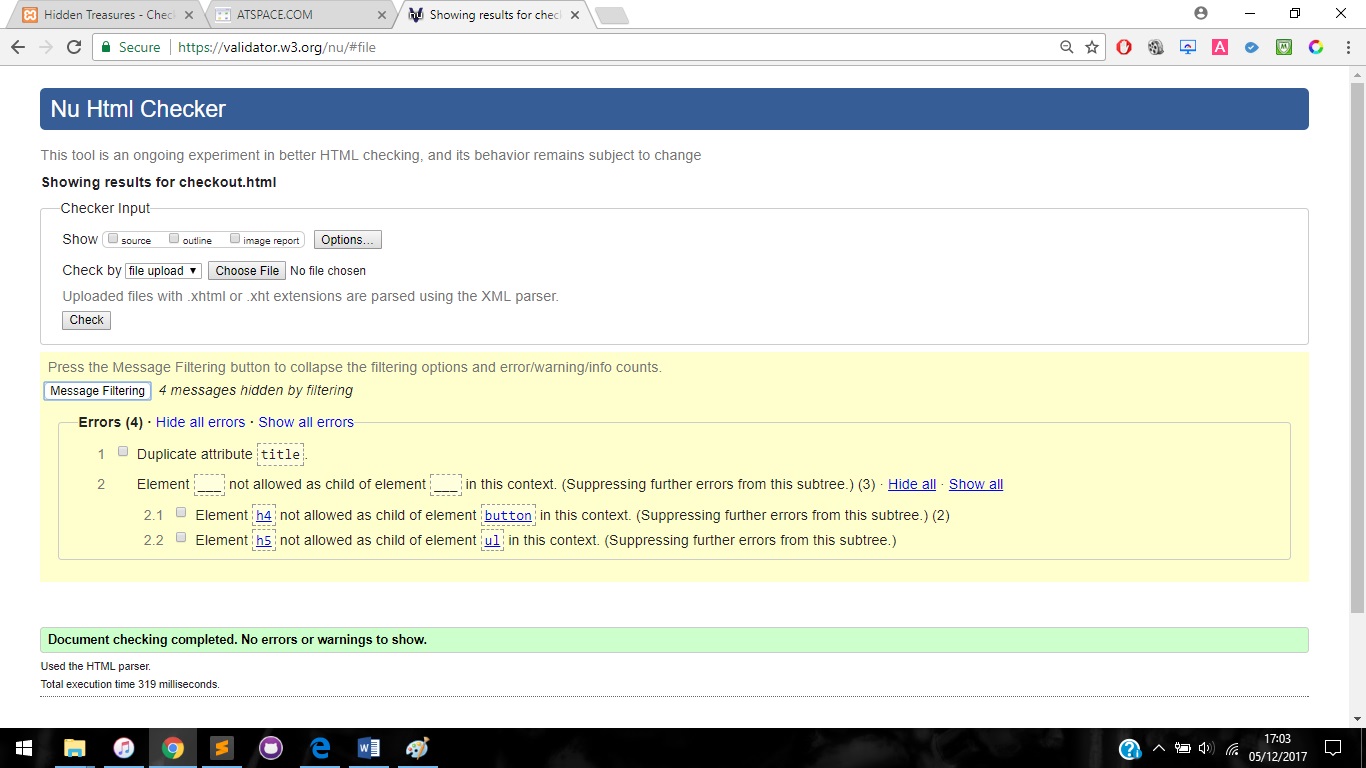 Hidden Treasures - Chec
ATSPACE.COM
Showing results for chec
Secure
https://validator.w3.org/nu/#file
Nu Html Checker
This tool is an ongoing experiment in better HTML checking, and its behavior remains subject to change
Showing results for checkout.html
Checker Input
Show source outline image report Options...
Check by file upload Choose File No file chosen
Uploaded files with .xhtml or .xht extensions are parsed using the XML parser.
Check
Press the Message Filtering button to collapse the filtering options and error/warning/info counts.
Message Filtering 4 messages hidden by filtering
Errors (4) · Hide all errors · Show all errors
1 Duplicate attribute title.
2 Element ___ not allowed as child of element ___ in this context. (Suppressing further errors from this subtree.) (3) · Hide all · Show all
2.1 Element h4 not allowed as child of element button in this context. (Suppressing further errors from this subtree.) (2)
2.2 Element h5 not allowed as child of element ul in this context. (Suppressing further errors from this subtree.)
Document checking completed. No errors or warnings to show.
Used the HTML parser.
Total execution time 319 milliseconds.
17:03
05/12/2017